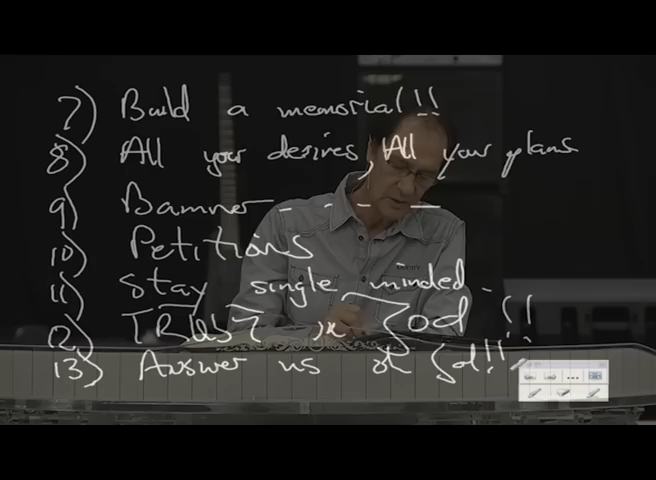 7) Build a memorial!!
8) All your desires, All your plans
9) Banner - - - —
10) Petitions
11) Stay single minded -
12) TRUST in God !!
13) Answer us oh God!!